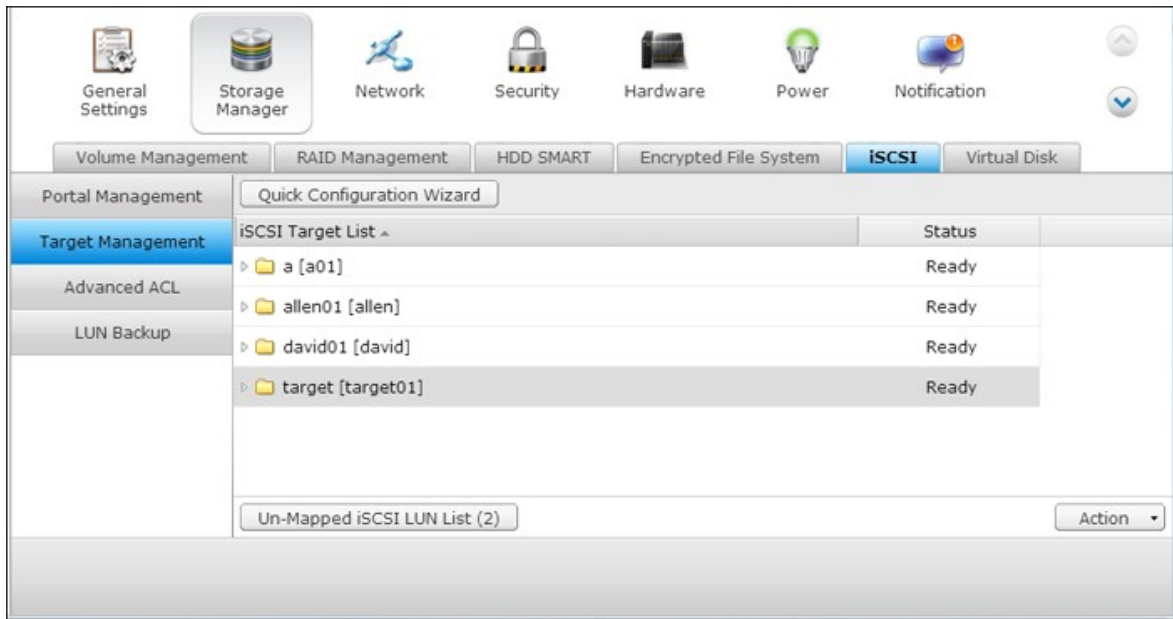 General
Settings
Storage
Manager
Network
Security
Hardware
Power
Notification
Volume Management
RAID Management
HDD SMART
Encrypted File System
iSCSI
Virtual Disk
Portal Management
Target Management
Advanced ACL
LUN Backup
Quick Configuration Wizard
iSCSI Target List
Status
a [a01]
Ready
allen01 [allen]
Ready
david01 [david]
Ready
target [target01]
Ready
Un-Mapped iSCSI LUN List (2)
Action